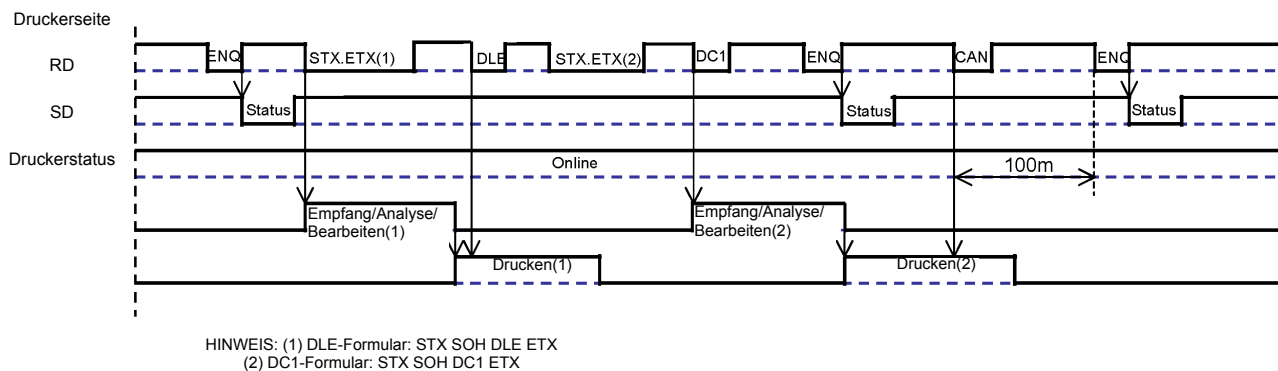 Druckerseite
RD
ENQ
STX.ETX(1)
DLE
STX.ETX(2)
DC1
ENQ
CAN
ENQ
SD
Status
Status
Status
Druckerstatus
Online
100m
Empfang/Analyse/
Bearbeiten(1)
Empfang/Analyse/
Bearbeiten(2)
Drucken(1)
Drucken(2)
HINWEIS: (1) DLE-Formular: STX SOH DLE ETX
(2) DC1-Formular: STX SOH DC1 ETX